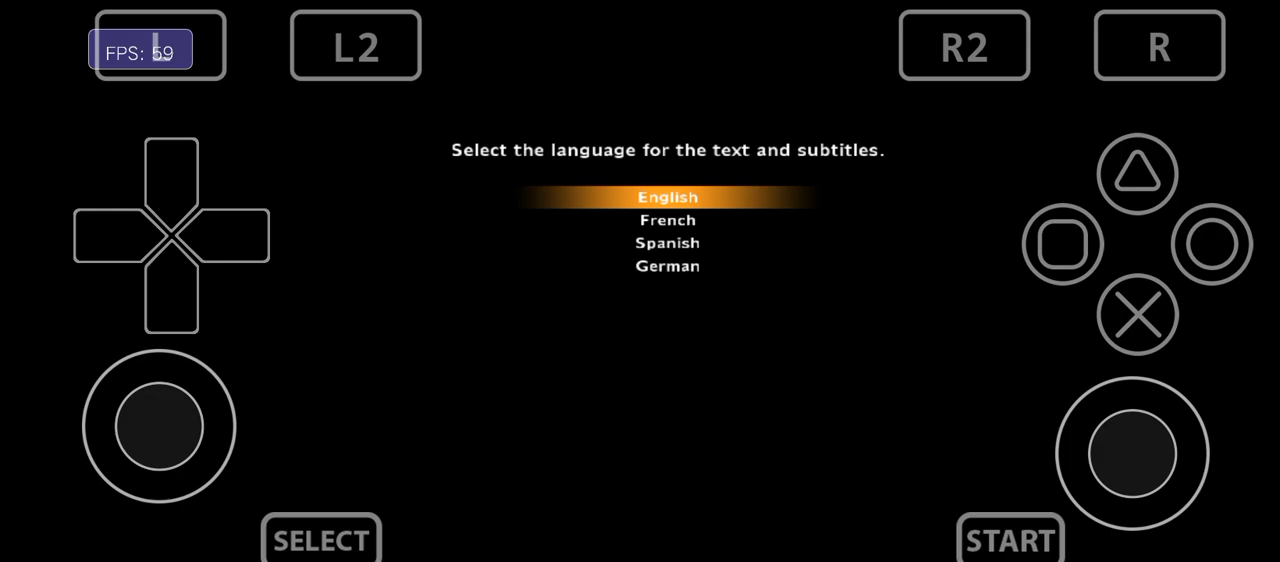 FPS: 59
L
L2
R2
R
Select the language for the text and subtitles.
English
French
Spanish
German
SELECT
START